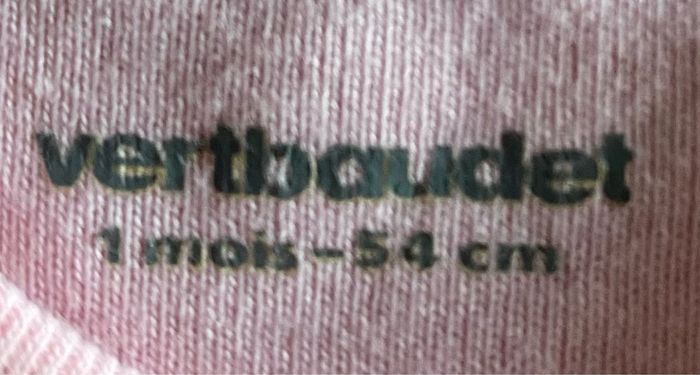 vertbaudet
1 mois - 54 cm